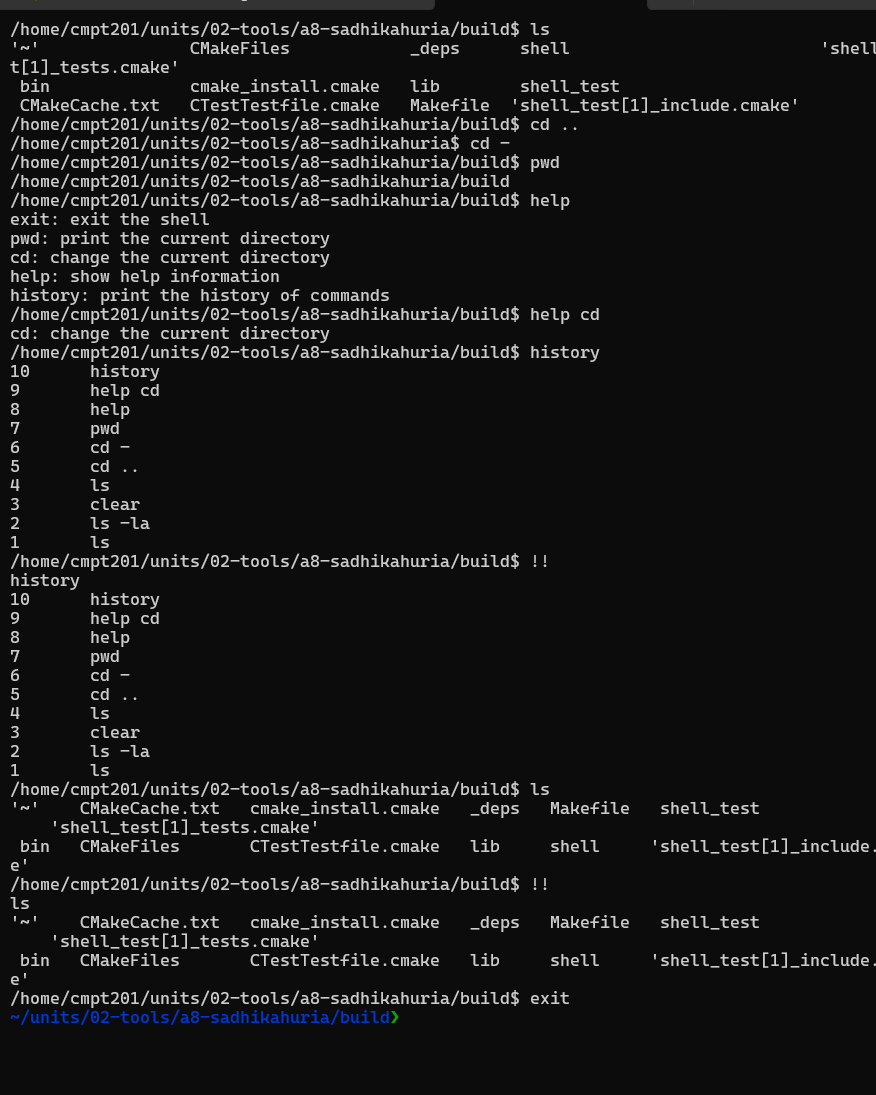 /home/cmpt201/units/02-tools/a8-sadhikahuria/build$ ls
'~'               CMakeFiles            _deps      shell                         'shell
t[1]_tests.cmake'
 bin              cmake_install.cmake   lib        shell_test
 CMakeCache.txt   CTestTestfile.cmake   Makefile  'shell_test[1]_include.cmake'
/home/cmpt201/units/02-tools/a8-sadhikahuria/build$ cd ..
/home/cmpt201/units/02-tools/a8-sadhikahuria$ cd -
/home/cmpt201/units/02-tools/a8-sadhikahuria/build$ pwd
/home/cmpt201/units/02-tools/a8-sadhikahuria/build
/home/cmpt201/units/02-tools/a8-sadhikahuria/build$ help
exit: exit the shell
pwd: print the current directory
cd: change the current directory
help: show help information
history: print the history of commands
/home/cmpt201/units/02-tools/a8-sadhikahuria/build$ help cd
cd: change the current directory
/home/cmpt201/units/02-tools/a8-sadhikahuria/build$ history
10      history
9       help cd
8       help
7       pwd
6       cd -
5       cd ..
4       ls
3       clear
2       ls -la
1       ls
/home/cmpt201/units/02-tools/a8-sadhikahuria/build$ !!
history
10      history
9       help cd
8       help
7       pwd
6       cd -
5       cd ..
4       ls
3       clear
2       ls -la
1       ls
/home/cmpt201/units/02-tools/a8-sadhikahuria/build$ ls
'~'    CMakeCache.txt   cmake_install.cmake   _deps   Makefile   shell_test
    'shell_test[1]_tests.cmake'
 bin   CMakeFiles       CTestTestfile.cmake   lib     shell     'shell_test[1]_include.
e'
/home/cmpt201/units/02-tools/a8-sadhikahuria/build$ !!
ls
'~'    CMakeCache.txt   cmake_install.cmake   _deps   Makefile   shell_test
    'shell_test[1]_tests.cmake'
 bin   CMakeFiles       CTestTestfile.cmake   lib     shell     'shell_test[1]_include.
e'
/home/cmpt201/units/02-tools/a8-sadhikahuria/build$ exit
~/units/02-tools/a8-sadhikahuria/build❯